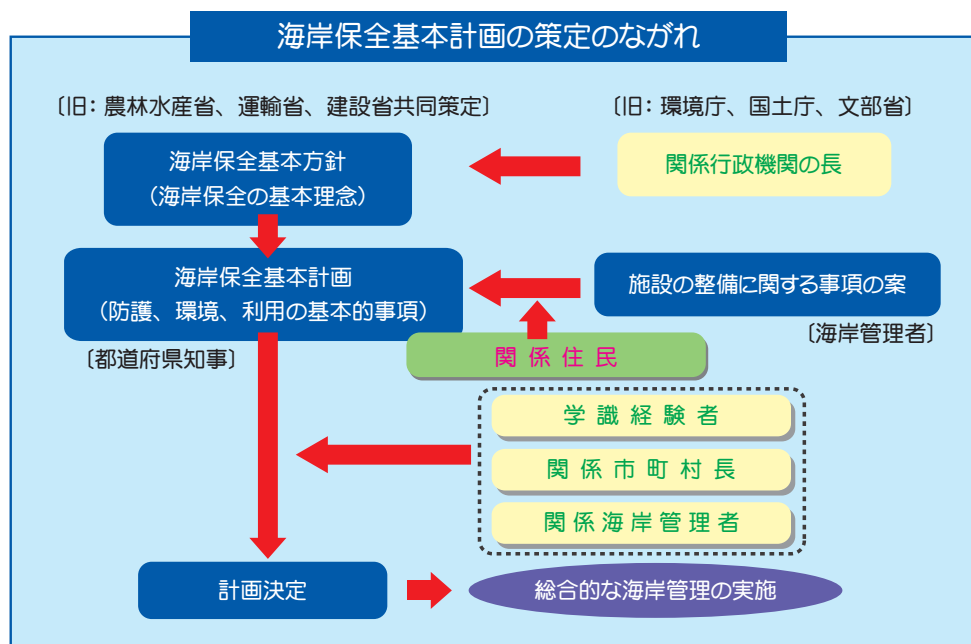 海岸保全基本計画の策定のながれ
〔旧：農林水産省、運輸省、建設省共同策定〕
〔旧：環境庁、国土庁、文部省〕
海岸保全基本方針
（海岸保全の基本理念）
関係行政機関の長
海岸保全基本計画
（防護、環境、利用の基本的事項）
施設の整備に関する事項の案
〔海岸管理者〕
〔都道府県知事〕
関係住民
学識経験者
関係市町村長
関係海岸管理者
計画決定
総合的な海岸管理の実施